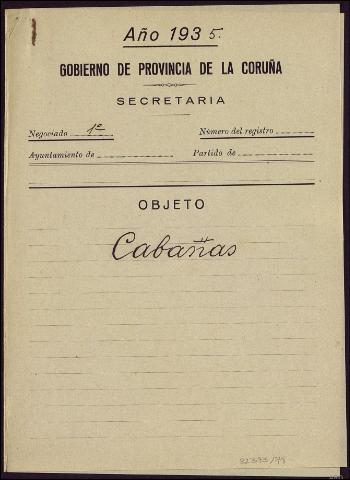 Año 1935.
GOBIERNO DE PROVINCIA DE LA CORUÑA
SECRETARIA
Negociado 1º Número del registro
Ayuntamiento de Partido de
OBJETO
Cabañas